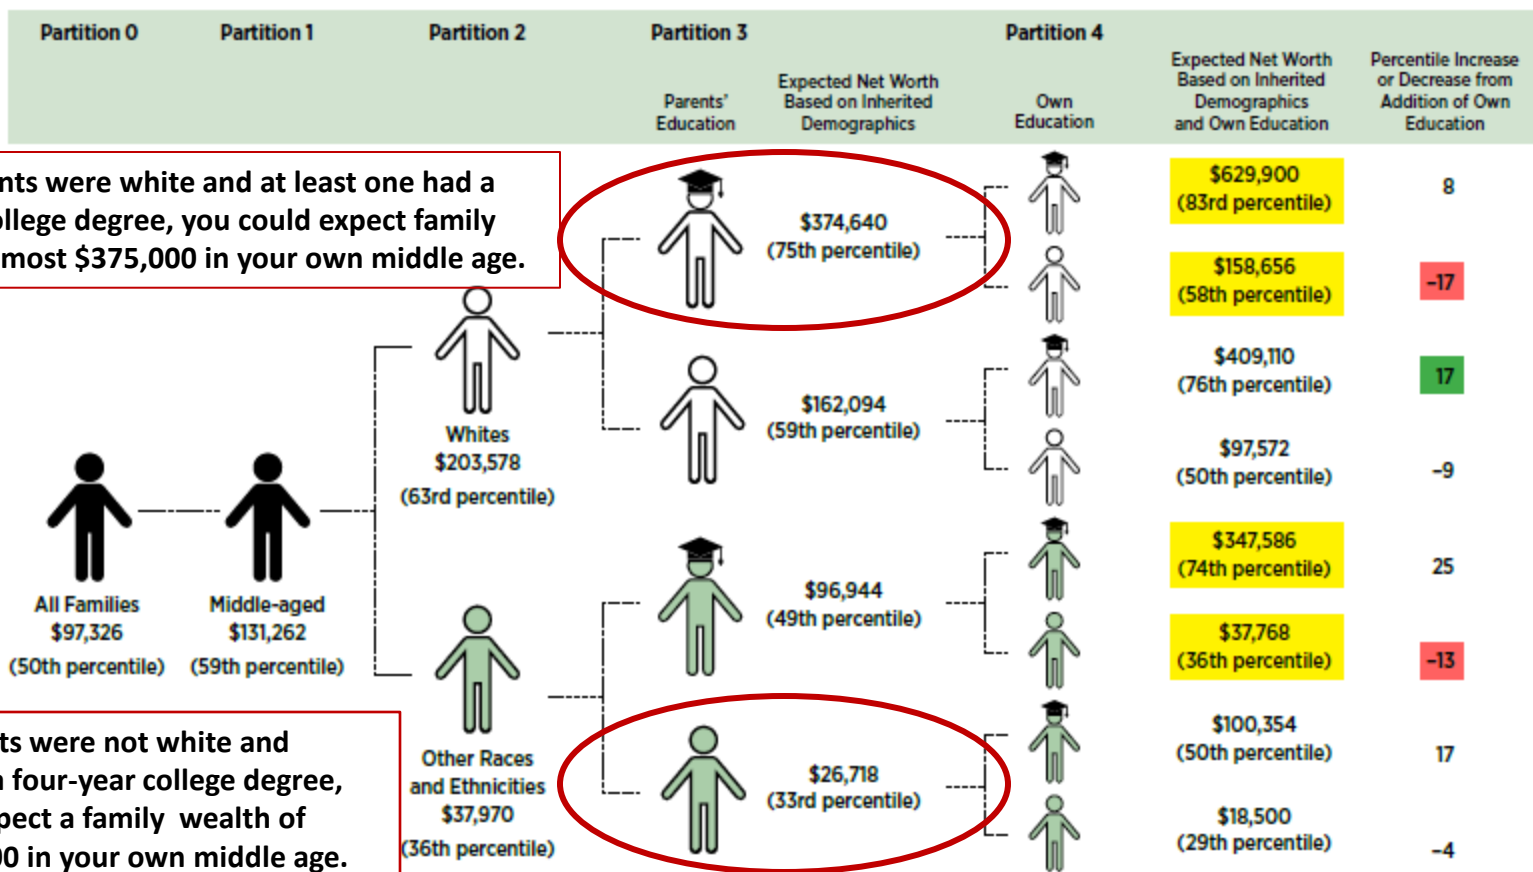 Partition 0
Partition 1
Partition 2
Partition 3
Partition 4
Parents'
Education
Expected Net Worth
Based on Inherited
Demographics
Own
Education
Expected Net Worth
Based on Inherited
Demographics
and Own Education
Percentile Increase
or Decrease from
Addition of Own
Education
were white and at least one had a
degree, you could expect family
most $375,000 in your own middle age.
$374,640
(75th percentile)
$629,900
(83rd percentile)
8
$158,656
(58th percentile)
-17
Whites
$203,578
(63rd percentile)
$162,094
(59th percentile)
$409,110
(76th percentile)
17
$97,572
(50th percentile)
-9
All Families
$97,326
(50th percentile)
Middle-aged
$131,262
(59th percentile)
$96,944
(49th percentile)
$347,586
(74th percentile)
25
$37,768
(36th percentile)
-13
were not white and
four-year college degree,
a family wealth of
in your own middle age.
Other Races
and Ethnicities
$37,970
(36th percentile)
$26,718
(33rd percentile)
$100,354
(50th percentile)
17
$18,500
(29th percentile)
-4